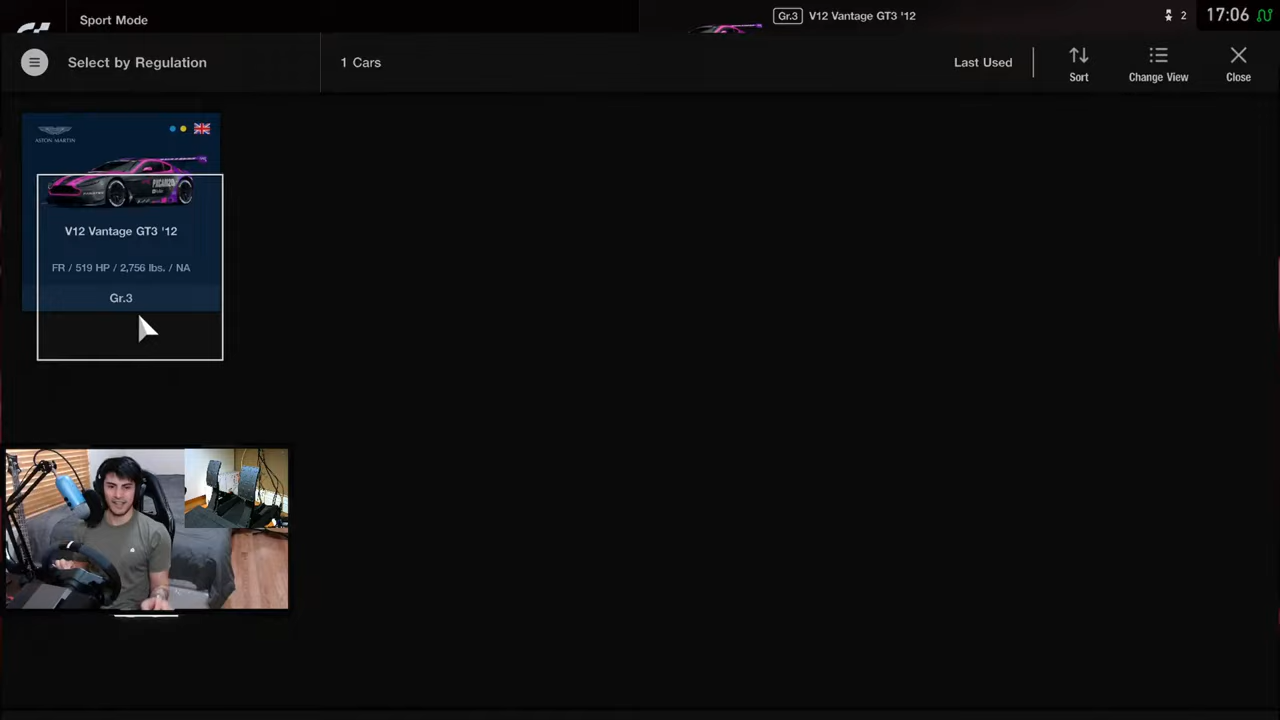 Sport Mode
Gr.3 V12 Vantage GT3 '12
2
17:06
Select by Regulation
1 Cars
Last Used
Sort
Change View
Close
ASTON MARTIN
V12 Vantage GT3 '12
FR / 519 HP / 2,756 lbs. / NA
Gr.3